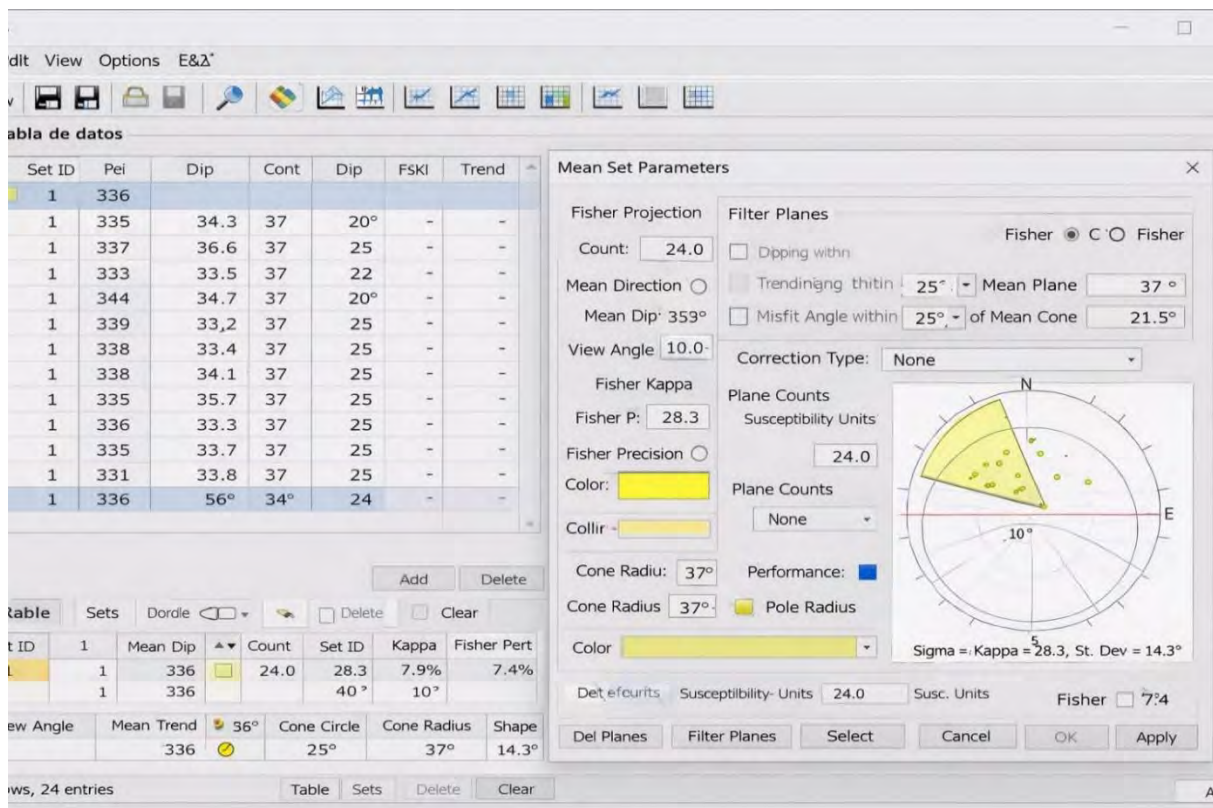 dIt View Options E&λ*
abla de datos
Set ID Pei Dip Cont Dip FSKI Trend
1 336
1 335 34.3 37 20° - -
1 337 36.6 37 25 - -
1 333 33.5 37 22 - -
1 344 34.7 37 20° - -
1 339 33,2 37 25 - -
1 338 33.4 37 25 - -
1 338 34.1 37 25 - -
1 335 35.7 37 25 - -
1 336 33.3 37 25 - -
1 335 33.7 37 25 - -
1 331 33.8 37 25 - -
1 336 56° 34° 24 - -
Add Delete
Rable Sets Dordle Delete Clear
t ID 1 Mean Dip Count Set ID Kappa Fisher Pert
1 1 336 24.0 28.3 7.9% 7.4%
1 336 40° 10°
ew Angle Mean Trend 36° Cone Circle Cone Radius Shape
336 25° 37° 14.3°
ws, 24 entries Table Sets Delete Clear
Mean Set Parameters
Fisher Projection
Count: 24.0
Mean Direction
Mean Dip· 359°
View Angle 10.0-
Fisher Kappa
Fisher P: 28.3
Fisher Precision
Color:
Collir -
Cone Radiu: 37°
Cone Radius 37°
Color
Filter Planes
Fisher C Fisher
Dipping withn
Trendinịạng thitin 25° Mean Plane 37 °
Misfit Angle within 25° of Mean Cone 21.5°
Correction Type: None
Plane Counts
Susceptibility Units
24.0
Plane Counts
None
Performance:
Pole Radius
N
E
10°
5
Sigma = Kappa = 28.3, St. Dev = 14.3°
Det efcurits Susceptilbility- Units 24.0 Susc. Units Fisher 7:4
Del Planes Filter Planes Select Cancel OK Apply
A